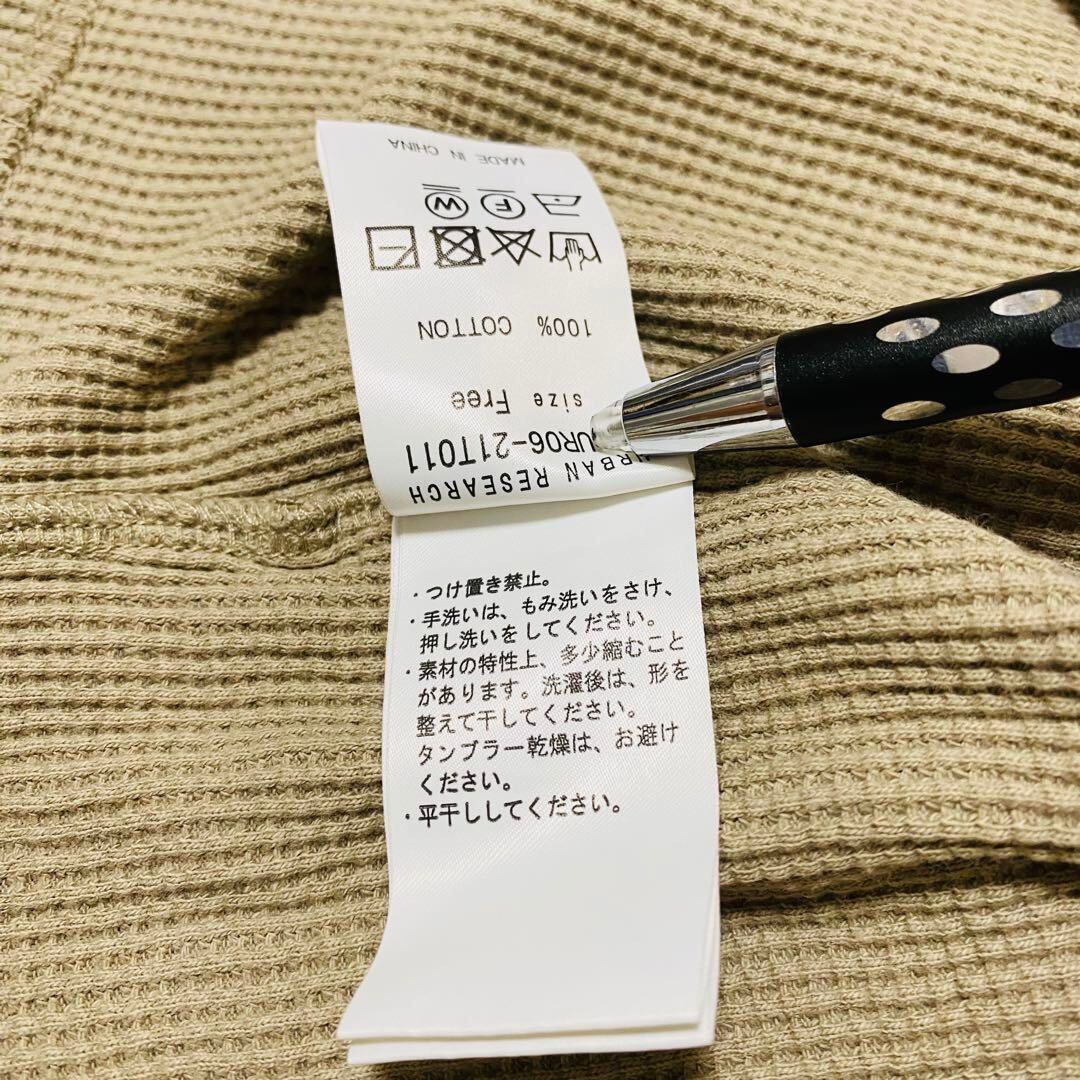 URBAN RESEARCH
UR06-21T011
size Free
100% COTTON
F W
MADE IN CHINA
・つけ置き禁止。
・手洗いは、もみ洗いをさけ、
押し洗いをしてください。
・素材の特性上、多少縮むこと
があります。洗濯後は、形を
整えて干してください。
タンブラー乾燥は、お避け
ください。
・平干ししてください。